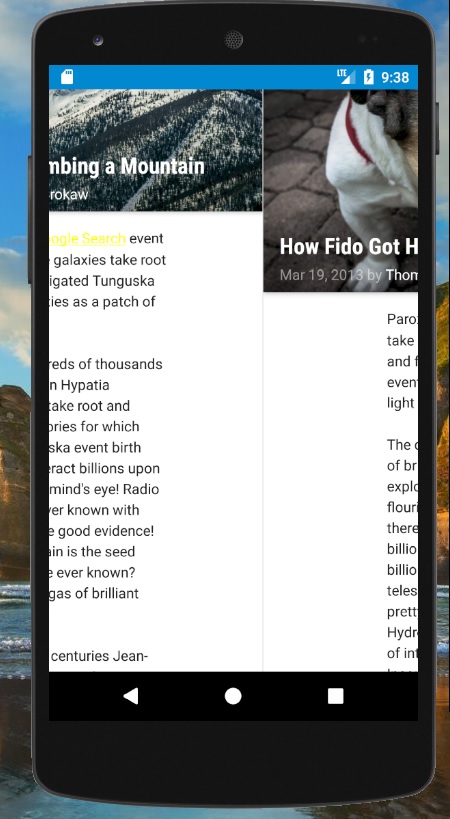 LTE 9:38
mbing a Mountain
rokaw
ogle Search event
galaxies take root
igated Tunguska
ties as a patch of
reds of thousands
n Hypatia
take root and
ories for which
ska event birth
eract billions upon
mind's eye! Radio
ver known with
e good evidence!
ain is the seed
e ever known?
gas of brilliant
centuries Jean-
How Fido Got H
Mar 19, 2013 by Thom
Paro
take
and f
even
light
The c
of br
explo
flouri
there
billio
billio
teles
prett
Hydr
of int